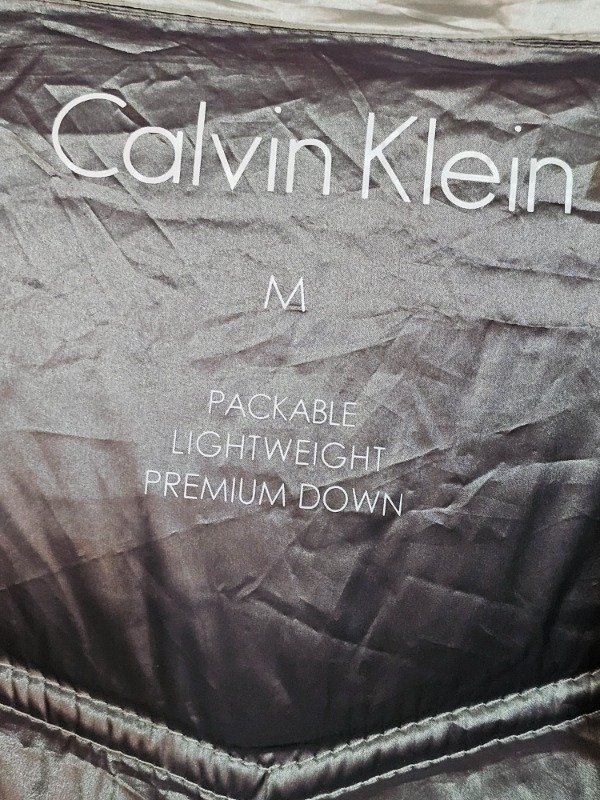 Calvin Klein
M
PACKABLE
LIGHTWEIGHT
PREMIUM DOWN